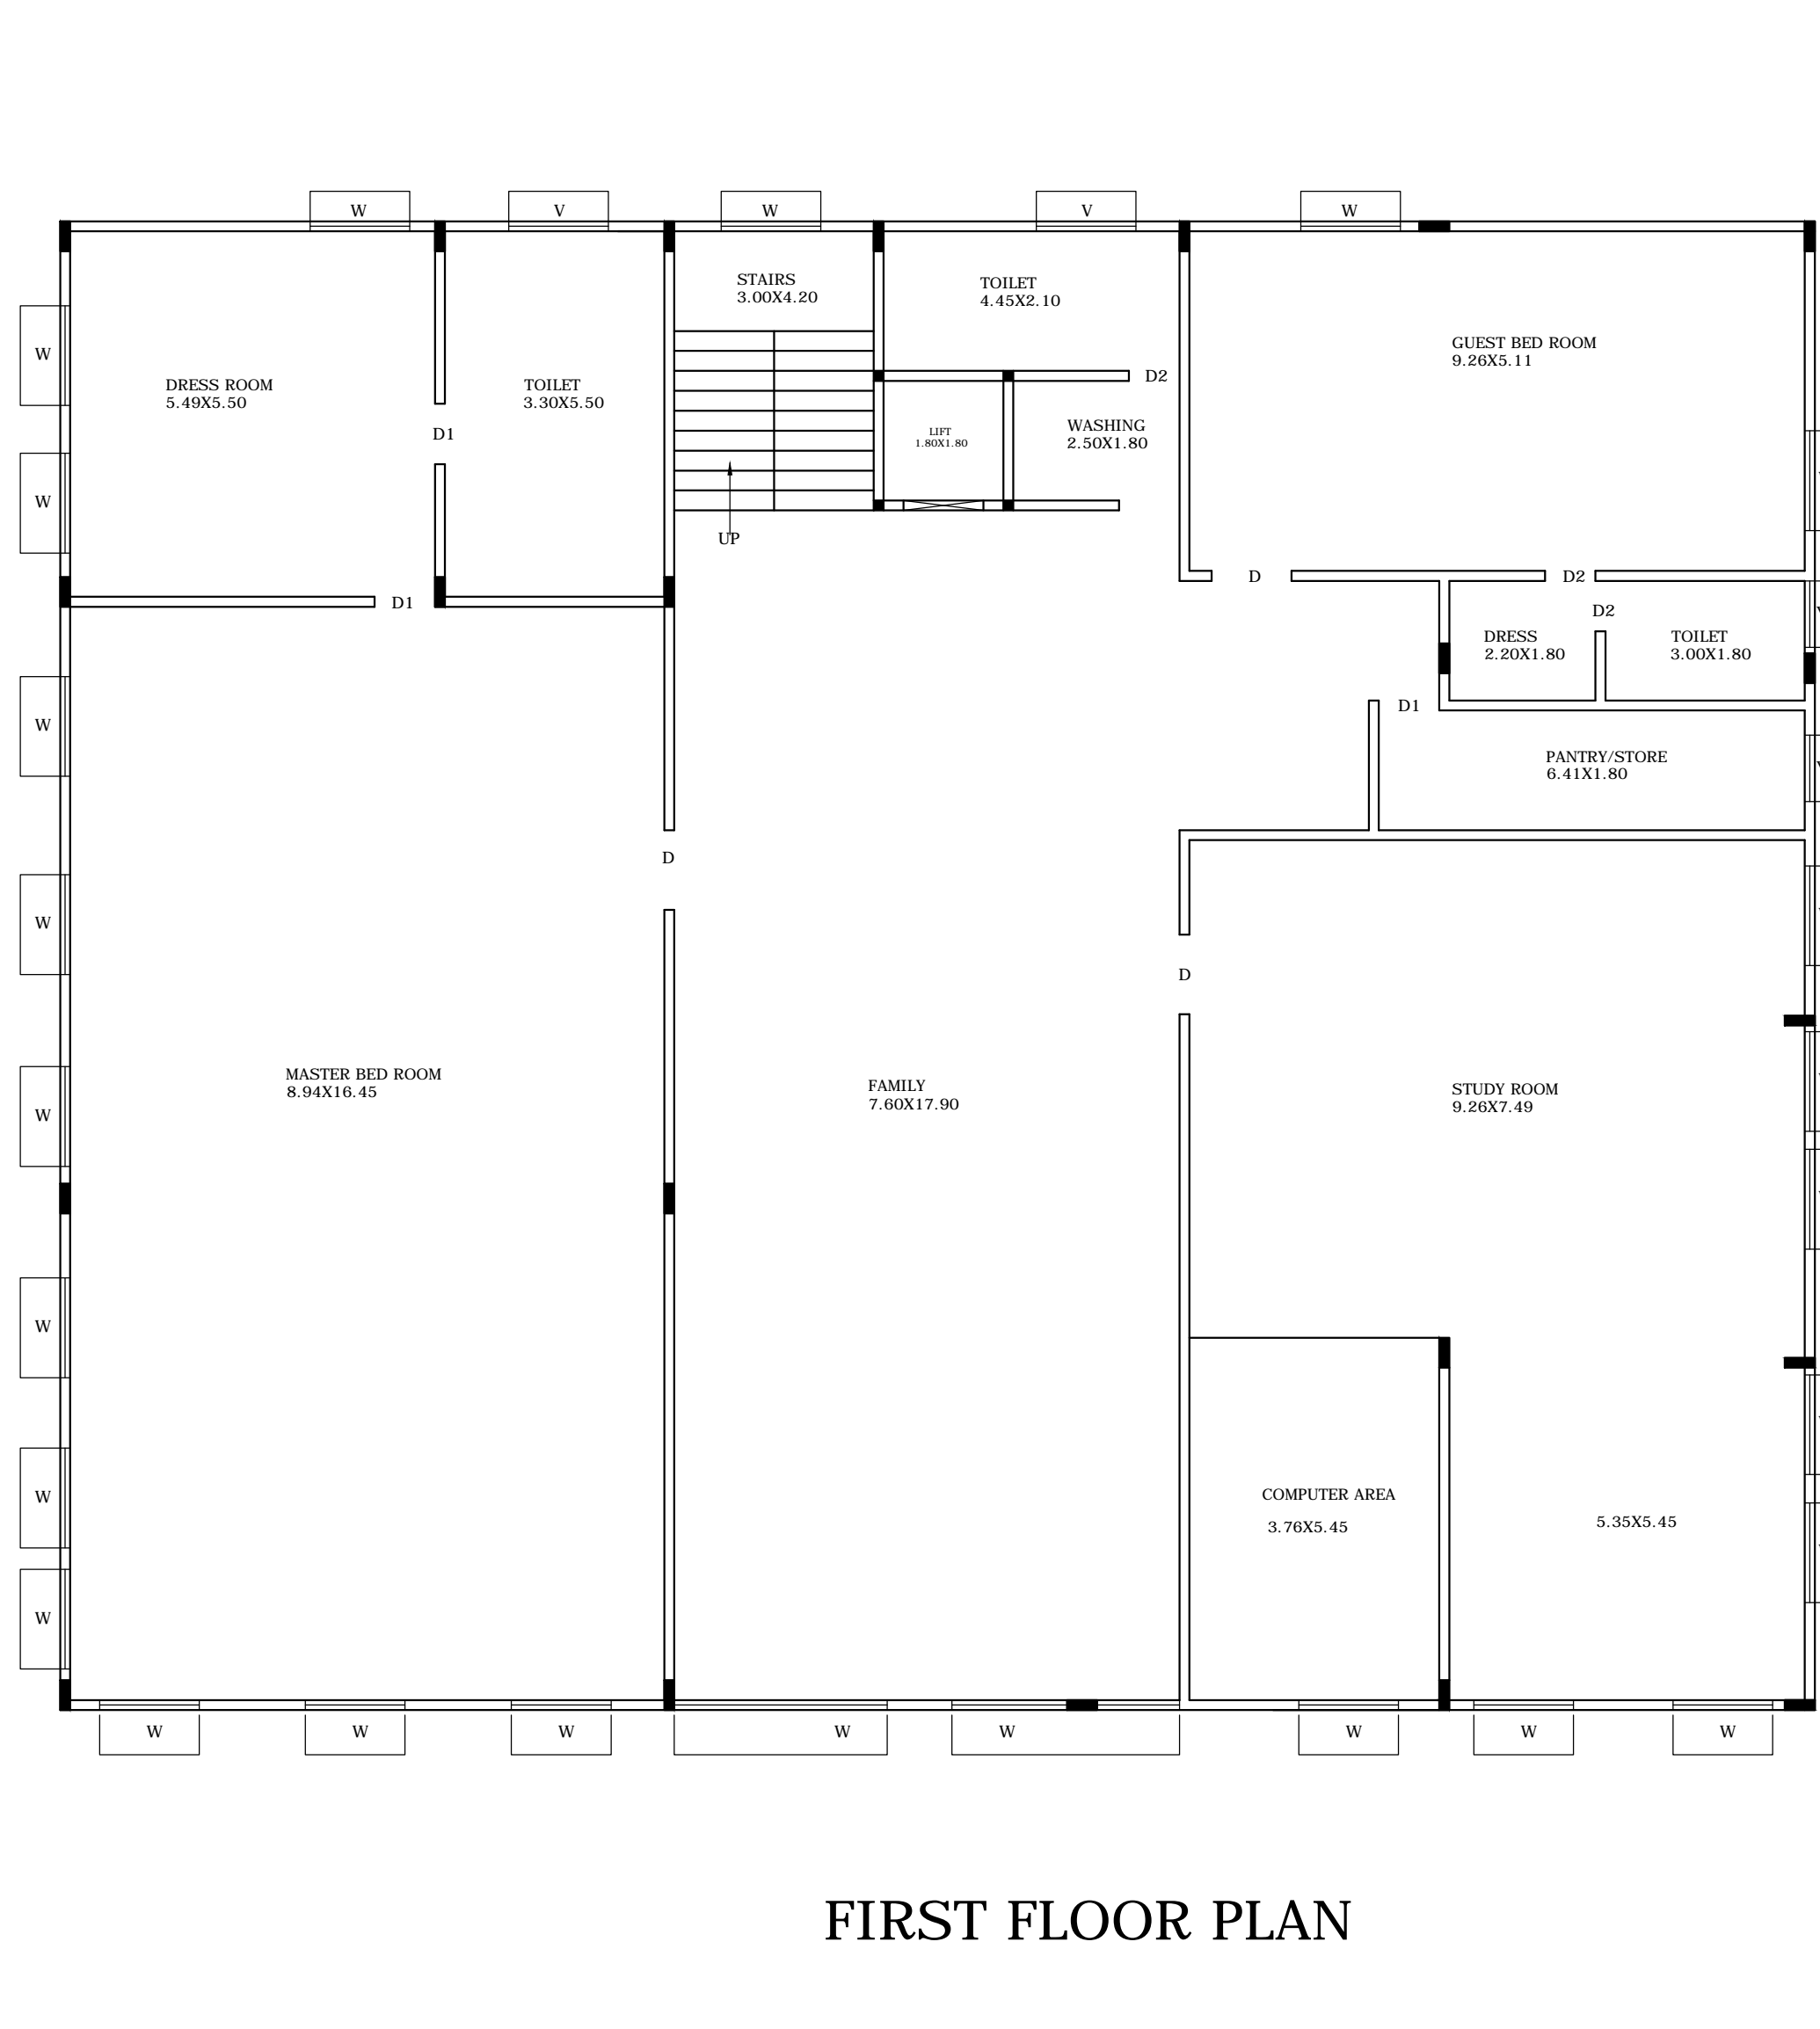 W
V
W
V
W
STAIRS
3.00X4.20
TOILET
4.45X2.10
GUEST BED ROOM
9.26X5.11
W
DRESS ROOM
5.49X5.50
TOILET
3.30X5.50
D2
D1
LIFT
1.80X1.80
WASHING
2.50X1.80
W
UP
D
D2
D1
D2
DRESS
2.20X1.80
TOILET
3.00X1.80
D1
W
PANTRY/STORE
6.41X1.80
D
W
D
MASTER BED ROOM
8.94X16.45
FAMILY
7.60X17.90
STUDY ROOM
9.26X7.49
W
W
COMPUTER AREA
3.76X5.45
5.35X5.45
W
W
W
W
W
W
W
W
W
W
FIRST FLOOR PLAN